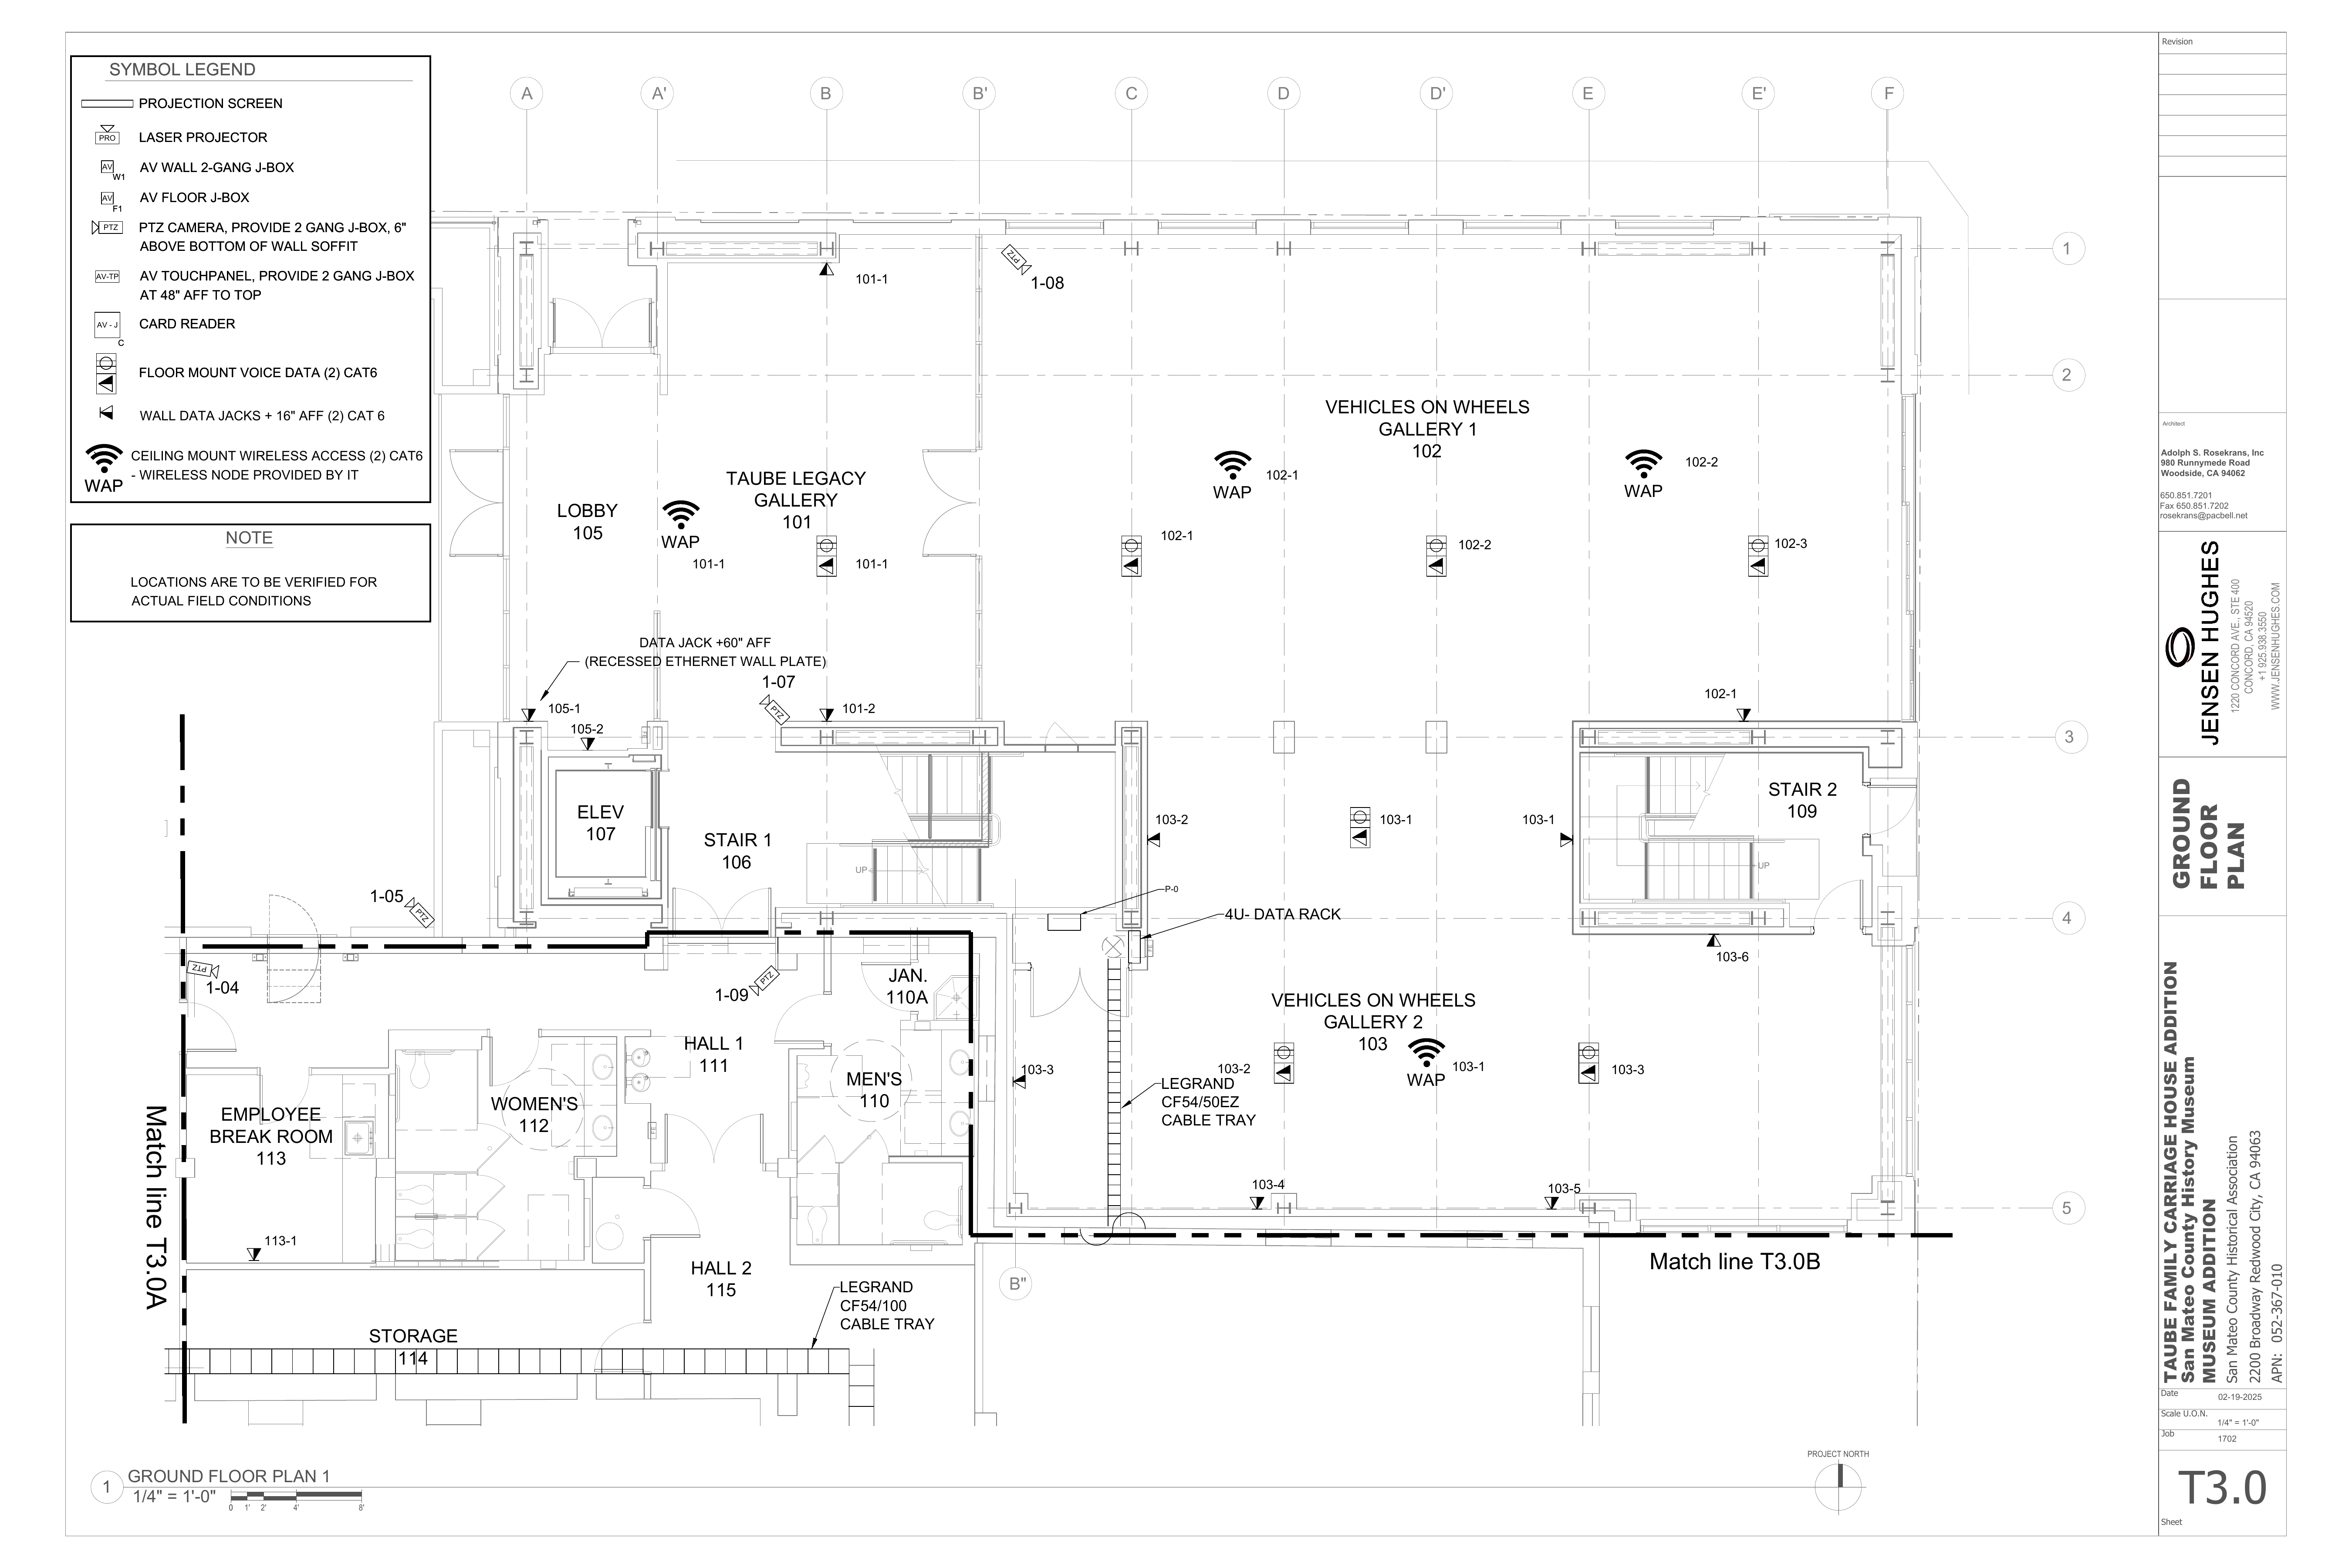 SYMBOL LEGEND
PROJECTION SCREEN
PRO
LASER PROJECTOR
AV
W1
AV WALL 2-GANG J-BOX
AV
F1
AV FLOOR J-BOX
PTZ
PTZ CAMERA, PROVIDE 2 GANG J-BOX, 6"
ABOVE BOTTOM OF WALL SOFFIT
AV-TP
AV TOUCHPANEL, PROVIDE 2 GANG J-BOX
AT 48" AFF TO TOP
AV - J
C
CARD READER
FLOOR MOUNT VOICE DATA (2) CAT6
WALL DATA JACKS + 16" AFF (2) CAT 6
WAP
CEILING MOUNT WIRELESS ACCESS (2) CAT6
- WIRELESS NODE PROVIDED BY IT
NOTE
LOCATIONS ARE TO BE VERIFIED FOR
ACTUAL FIELD CONDITIONS
A
A'
B
B'
C
D
D'
E
E'
F
1
2
3
4
5
B"
101-1
PTZ
1-08
VEHICLES ON WHEELS
GALLERY 1
102
WAP
102-1
WAP
102-2
TAUBE LEGACY
GALLERY
101
LOBBY
105
WAP
101-1
101-1
102-1
102-2
102-3
DATA JACK +60" AFF
(RECESSED ETHERNET WALL PLATE)
1-07
PTZ
105-1
105-2
101-2
102-1
FE
ELEV
107
STAIR 1
106
UP
103-2
103-1
103-1
STAIR 2
109
UP
P-0
4U- DATA RACK
FE
1-05
PTZ
PTZ
1-04
1-09
PTZ
JAN.
110A
103-6
VEHICLES ON WHEELS
GALLERY 2
103
WAP
103-1
103-2
103-3
103-3
HALL 1
111
MEN'S
110
LEGRAND
CF54/50EZ
CABLE TRAY
EMPLOYEE
BREAK ROOM
113
WOMEN'S
112
FE
103-4
103-5
113-1
HALL 2
115
LEGRAND
CF54/100
CABLE TRAY
STORAGE
114
Match line T3.0A
Match line T3.0B
1
GROUND FLOOR PLAN 1
1/4" = 1'-0"
0 1' 2' 4' 8'
PROJECT NORTH
Revision
Architect
Adolph S. Rosekrans, Inc
980 Runnymede Road
Woodside, CA 94062
650.851.7201
Fax 650.851.7202
rosekrans@pacbell.net
JENSEN HUGHES
1220 CONCORD AVE., STE 400
CONCORD, CA 94520
+1 925.938.3550
WWW.JENSENHUGHES.COM
GROUND
FLOOR
PLAN
TAUBE FAMILY CARRIAGE HOUSE ADDITION
San Mateo County History Museum
MUSEUM ADDITION
San Mateo County Historical Association
2200 Broadway Redwood City, CA 94063
APN: 052-367-010
Date
02-19-2025
Scale U.O.N.
1/4" = 1'-0"
Job
1702
T3.0
Sheet